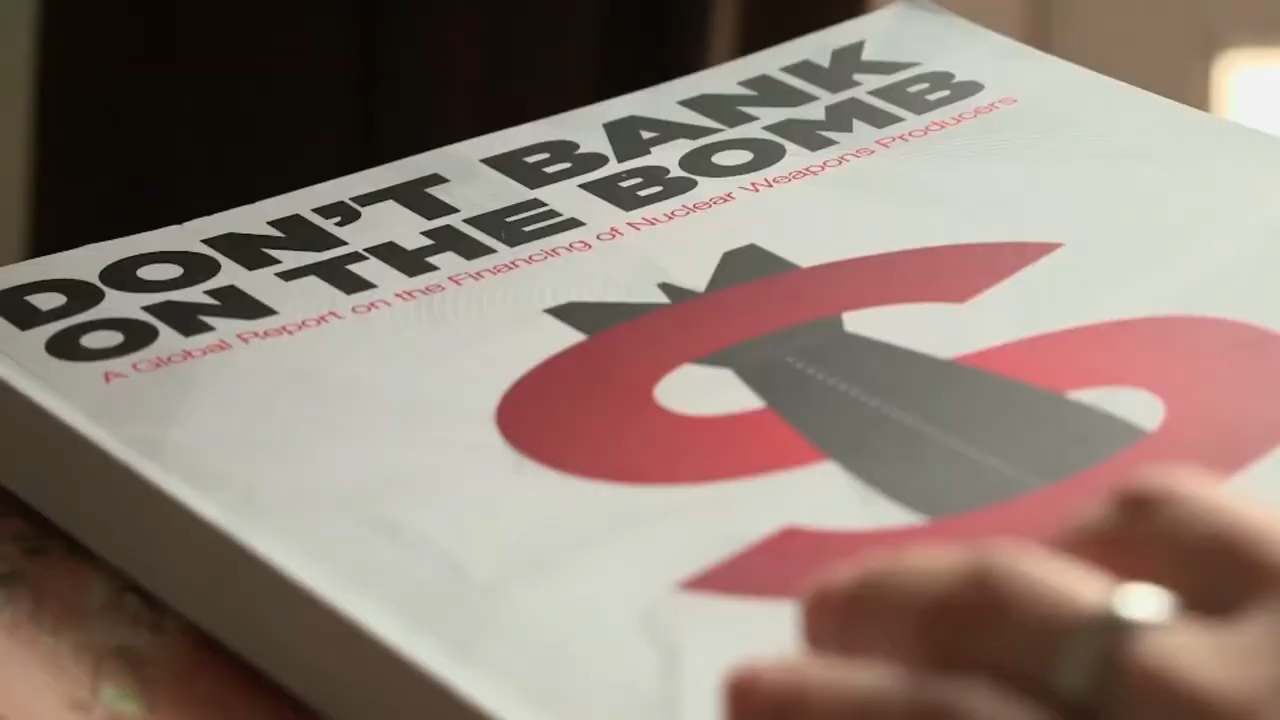 DON'T BANK
ON THE BOMB
A Global Report on the Financing of Nuclear Weapons Producers